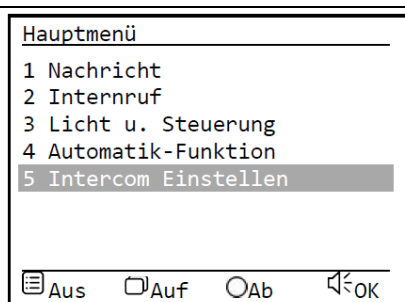 Hauptmenü
1 Nachricht
2 Internruf
3 Licht u. Steuerung
4 Automatik-Funktion
5 Intercom Einstellen
Aus Auf Ab OK